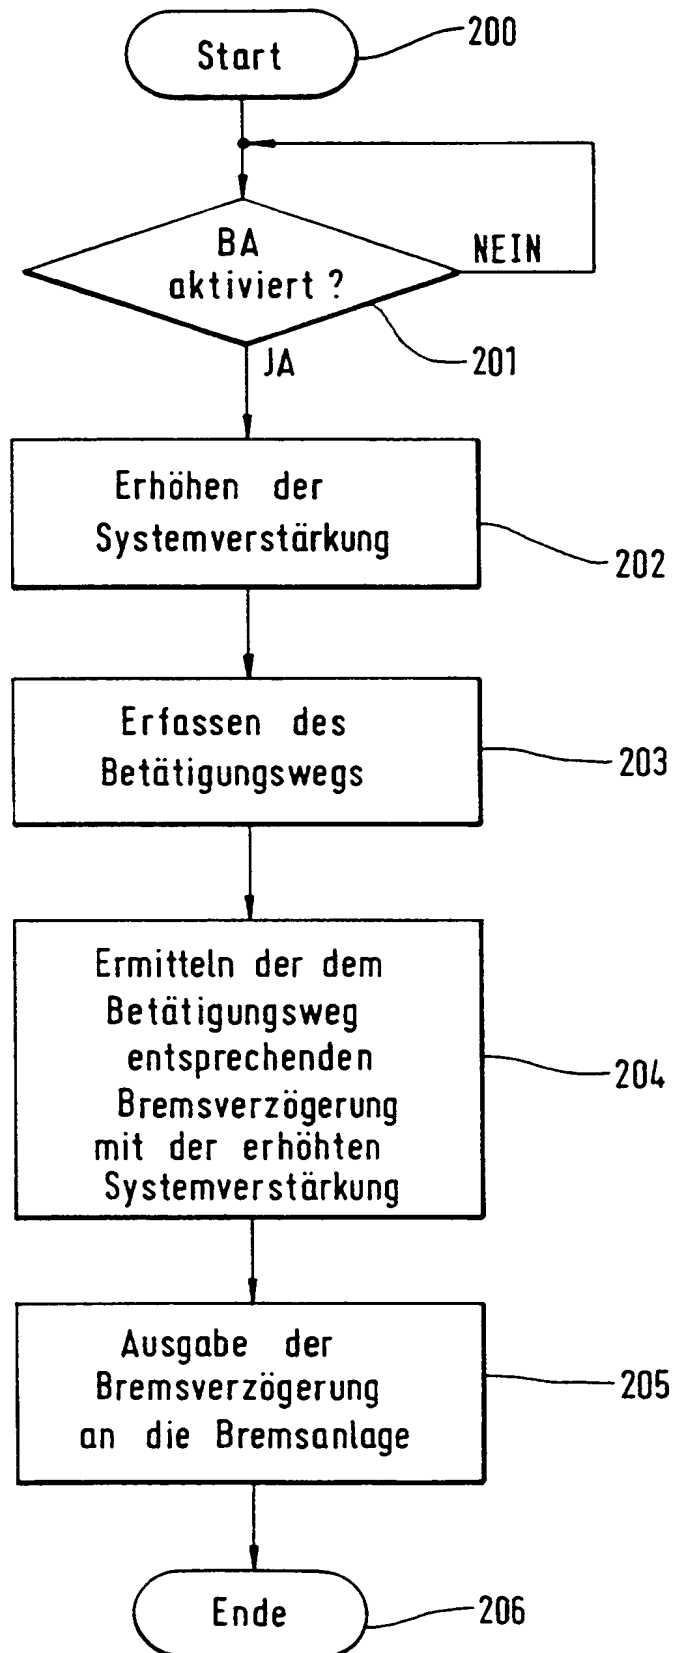 Start
200
BA
aktiviert ?
NEIN
201
JA
Erhöhen der
Systemverstärkung
202
Erfassen des
Betätigungswegs
203
Ermitteln der dem
Betätigungsweg
entsprechenden
Bremsverzögerung
mit der erhöhten
Systemverstärkung
204
Ausgabe der
Bremsverzögerung
an die Bremsanlage
205
Ende
206